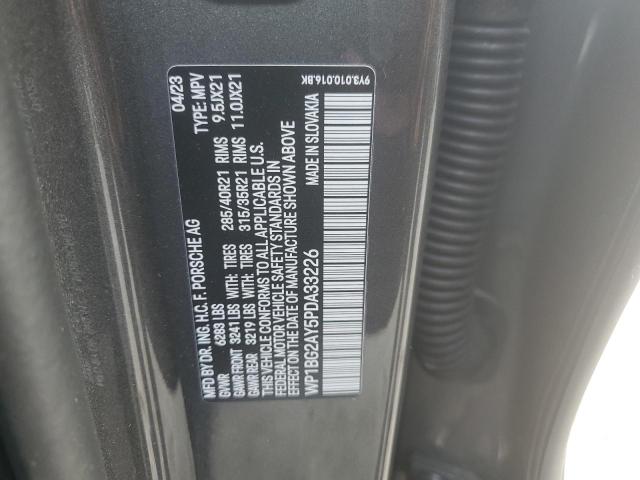 MFD BY DR. ING. H.C. F. PORSCHE AG 04/23
GVWR 6283 LBS TYPE: MPV
GAWR FRONT 3241 LBS WITH: TIRES 285/40R21 RIMS 9.5JX21
GAWR REAR 3219 LBS WITH: TIRES 315/35R21 RIMS 11.0JX21
THIS VEHICLE CONFORMS TO ALL APPLICABLE U.S.
FEDERAL MOTOR VEHICLE SAFETY STANDARDS IN
EFFECT ON THE DATE OF MANUFACTURE SHOWN ABOVE
WP1BG2AY5PDA33226 MADE IN SLOVAKIA
9Y3.010.016.BK